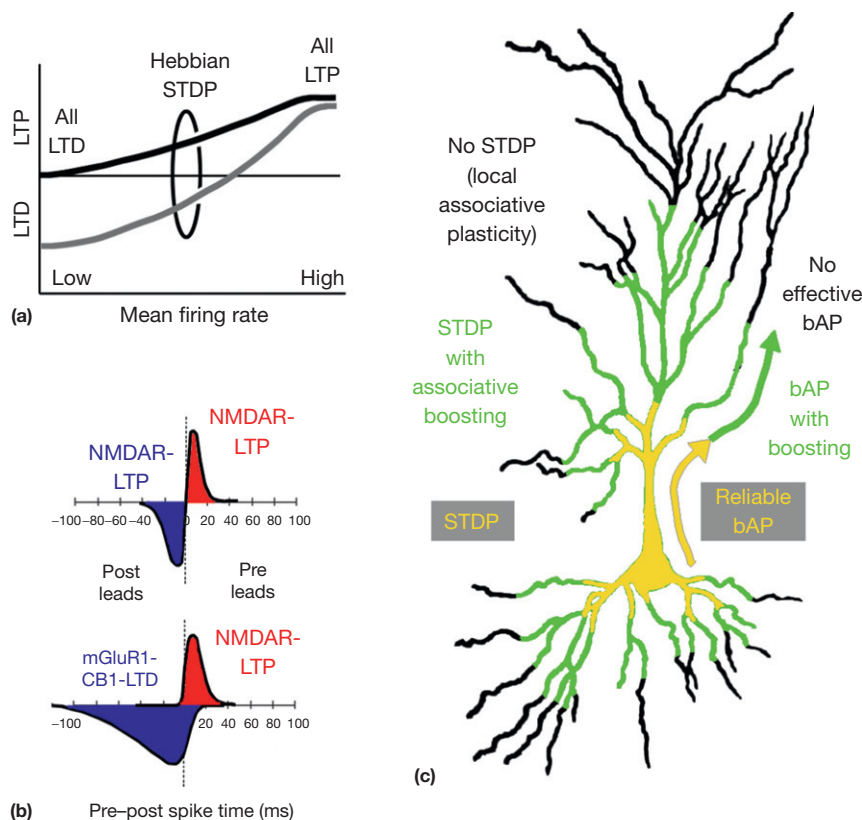 All
LTP
Hebbian
STDP
All
LTD
LTP
LTD
Low
High
(a)
Mean firing rate
NMDAR-
LTP
NMDAR-
LTP
−100 −80 −60 −40 −20 0 20 40 60 80 100
Post
leads
Pre
leads
mGluR1-
CB1-LTD
NMDAR-
LTP
−100
0 20 40 60 80 100
(b)
Pre–post spike time (ms)
No STDP
(local
associative
plasticity)
No
effective
bAP
STDP
with
associative
boosting
bAP
with
boosting
STDP
Reliable
bAP
(c)